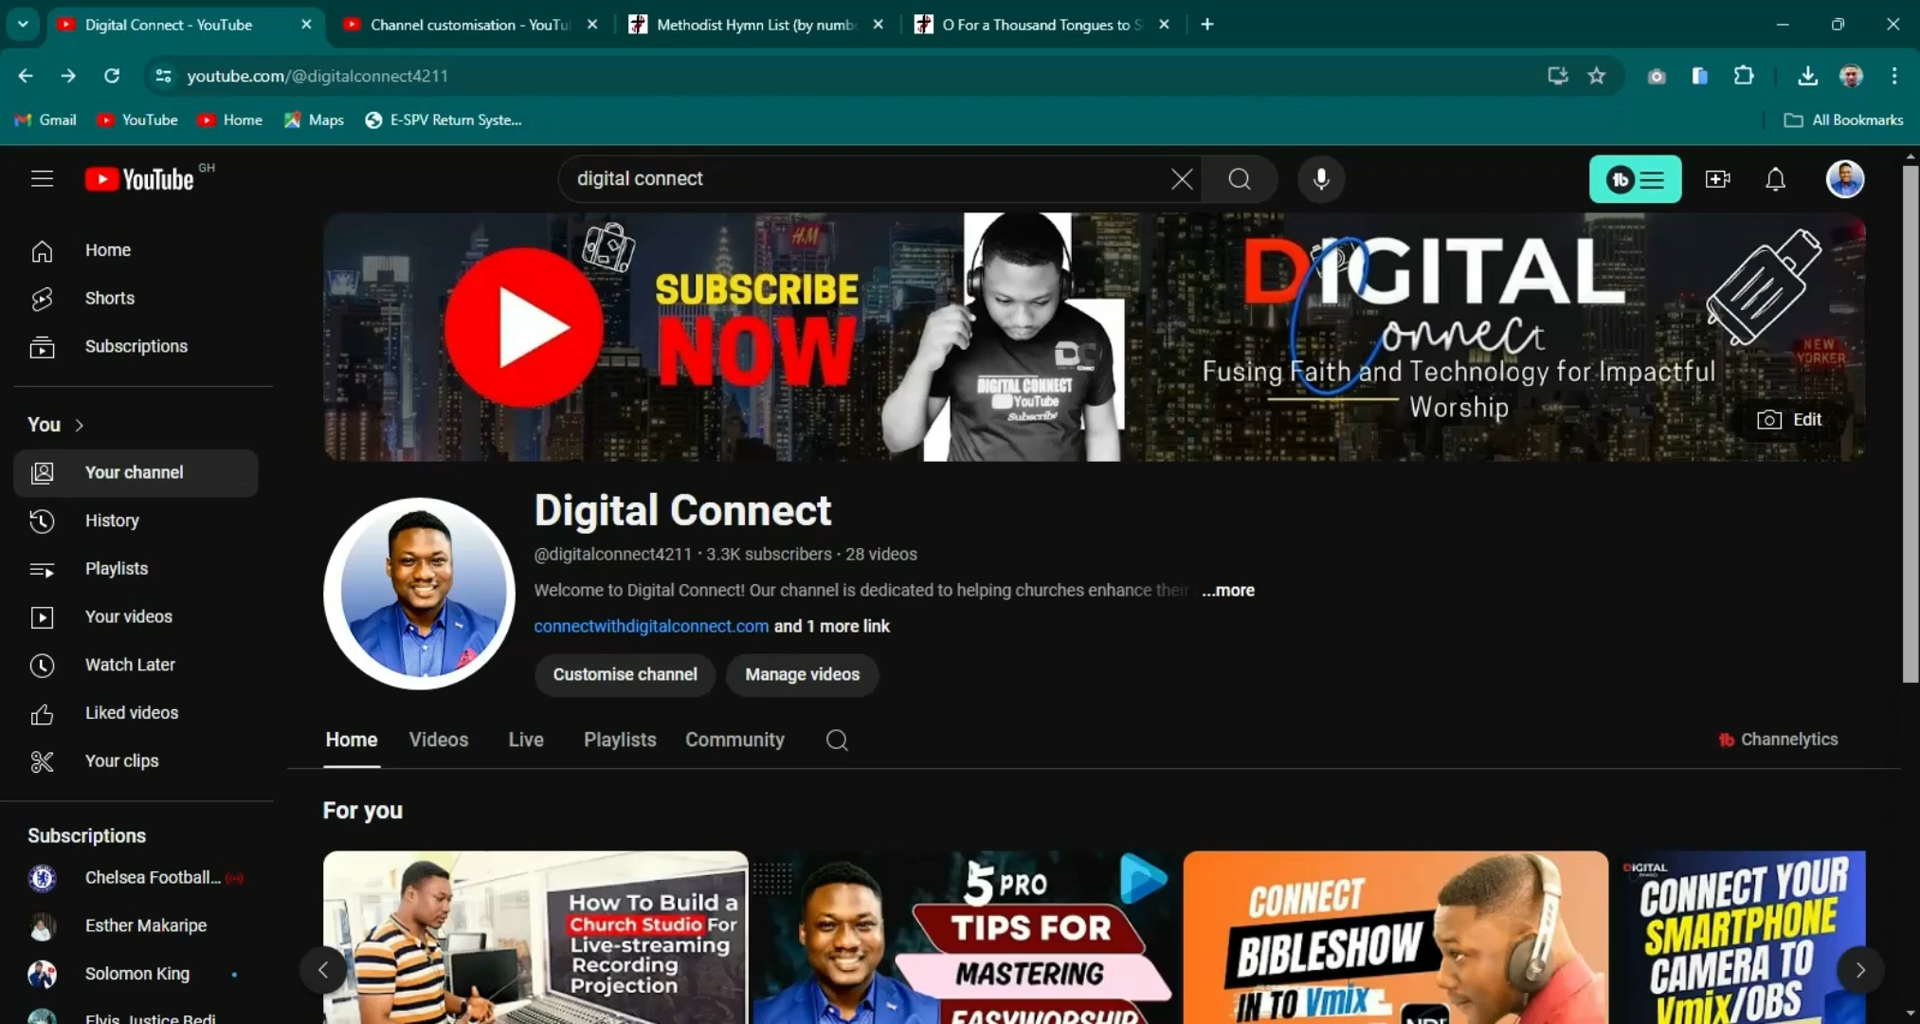 Digital Connect - YouTube
Channel customisation - YouTu
Methodist Hymn List (by numb
O For a Thousand Tongues to S
youtube.com/@digitalconnect4211
Gmail
YouTube
Home
Maps
E-SPV Return Syste...
All Bookmarks
YouTube GH
digital connect
Home
Shorts
Subscriptions
You
Your channel
History
Playlists
Your videos
Watch Later
Liked videos
Your clips
Subscriptions
Chelsea Football...
Esther Makaripe
Solomon King
Elvis Justice Bedi
SUBSCRIBE
NOW
H&M
DC
DIGITAL CONNECT
YouTube
Subscribe
DIGITAL
Connect
Fusing Faith and Technology for Impactful
Worship
NEW
YORKER
Edit
Digital Connect
@digitalconnect4211 · 3.3K subscribers · 28 videos
Welcome to Digital Connect! Our channel is dedicated to helping churches enhance their ...more
connectwithdigitalconnect.com and 1 more link
Customise channel
Manage videos
Home
Videos
Live
Playlists
Community
Channelytics
For you
How To Build a
Church Studio For
Live-streaming
Recording
Projection
5 PRO
TIPS FOR
MASTERING
EASYWORSHIP
CONNECT
BIBLESHOW
IN TO Vmix
NDI
DIGITAL
CONNECT YOUR
SMARTPHONE
CAMERA TO
Vmix/OBS